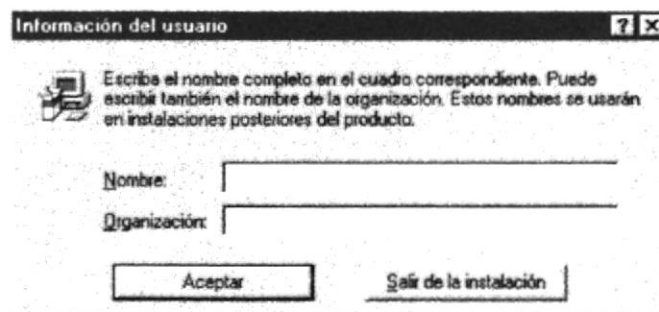 Información del usuario
Escriba el nombre completo en el cuadro correspondiente. Puede
escribir también el nombre de la organización. Estos nombres se usarán
en instalaciones posteriores del producto.
Nombre:
Organización:
Aceptar
Salir de la instalación